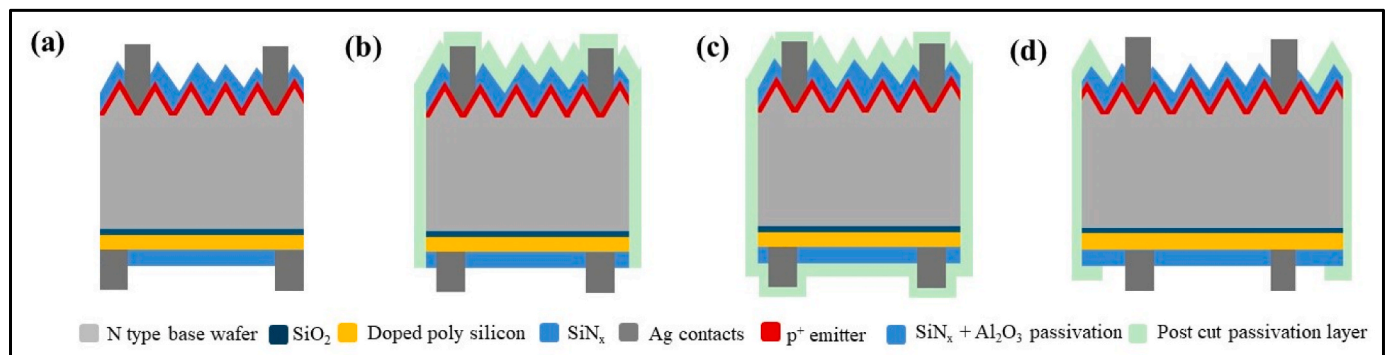 (a) (b) (c) (d)
N type base wafer SiO₂ Doped poly silicon SiNₓ Ag contacts p⁺ emitter SiNₓ + Al₂O₃ passivation Post cut passivation layer